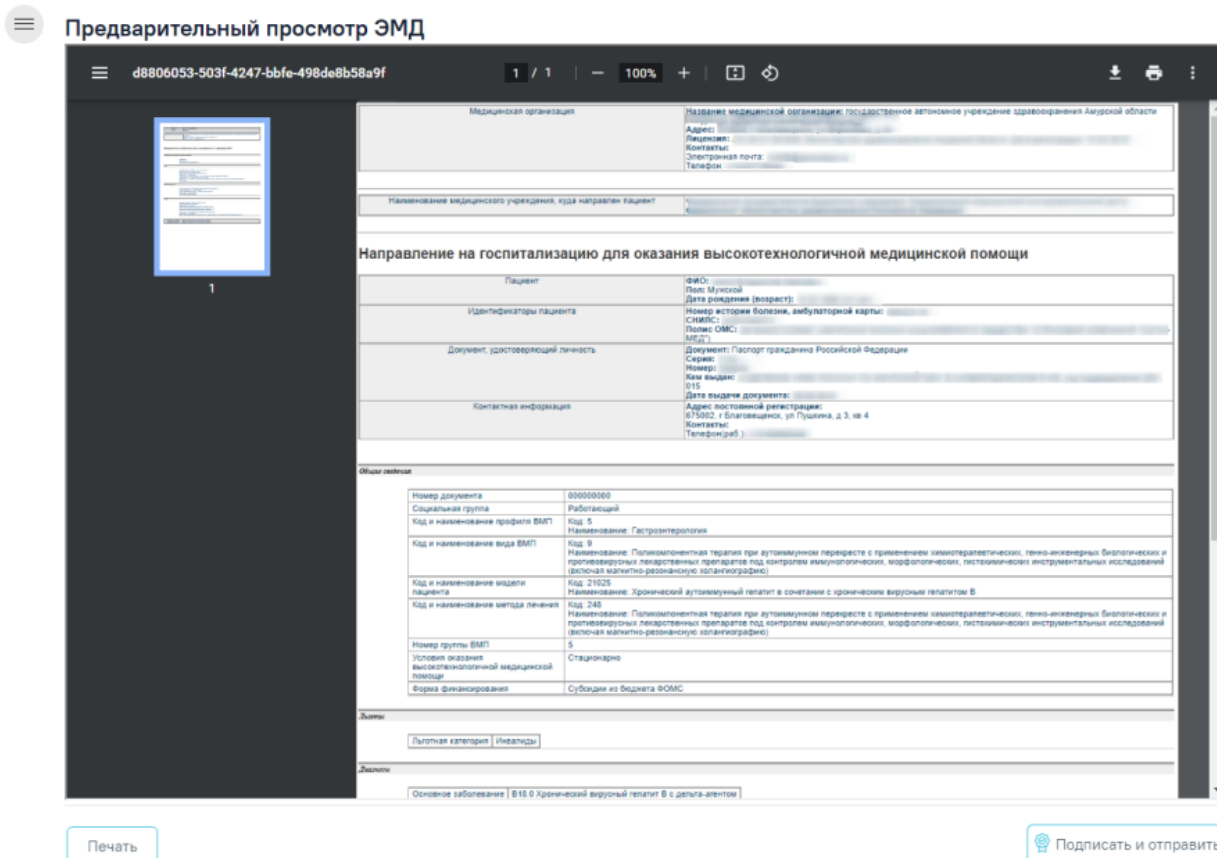 Предварительный просмотр ЭМД
d8806053-503f-4247-bbfe-498de8b58a9f
1 / 1
100%
1
Медицинская организация
Название медицинской организации: государственное автономное учреждение здравоохранения Амурской области
Адрес:
Лицензия:
Контакты:
Электронная почта:
Телефон
Наименование медицинского учреждения, куда направлен пациент
Направление на госпитализацию для оказания высокотехнологичной медицинской помощи
Пациент
ФИО:
Пол: Мужской
Дата рождения (возраст):
Идентификаторы пациента
Номер истории болезни, амбулаторной карты:
СНИЛС:
Полис ОМС:
МЕД")
Документ, удостоверяющий личность
Документ: Паспорт гражданина Российской Федерации
Серия:
Номер:
Кем выдан:
015
Дата выдачи документа:
Контактная информация
Адрес постоянной регистрации:
675002, г Благовещенск, ул Пушкина, д 3, кв 4
Контакты:
Телефон(раб.):
Общие сведения
Номер документа
000000000
Социальная группа
Работающий
Код и наименование профиля ВМП
Код: 5
Наименование: Гастроэнтерология
Код и наименование вида ВМП
Код: 9
Наименование: Поликомпонентная терапия при аутоиммунном перекресте с применением химиотерапевтических, генно-инженерных биологических и
противовирусных лекарственных препаратов под контролем иммунологических, морфологических, гистохимических инструментальных исследований
(включая магнитно-резонансную холангиографию)
Код и наименование модели
пациента
Код: 21025
Наименование: Хронический аутоиммунный гепатит в сочетании с хроническим вирусным гепатитом B
Код и наименование метода лечения
Код: 248
Наименование: Поликомпонентная терапия при аутоиммунном перекресте с применением химиотерапевтических, генно-инженерных биологических и
противовирусных лекарственных препаратов под контролем иммунологических, морфологических, гистохимических инструментальных исследований
(включая магнитно-резонансную холангиографию)
Номер группы ВМП
5
Условия оказания
высокотехнологичной медицинской
помощи
Стационарно
Форма финансирования
Субсидии из бюджета ФОМС
Льготы
Льготная категория
Инвалиды
Диагнозы
Основное заболевание
B18.0 Хронический вирусный гепатит B с дельта-агентом
Печать
Подписать и отправить